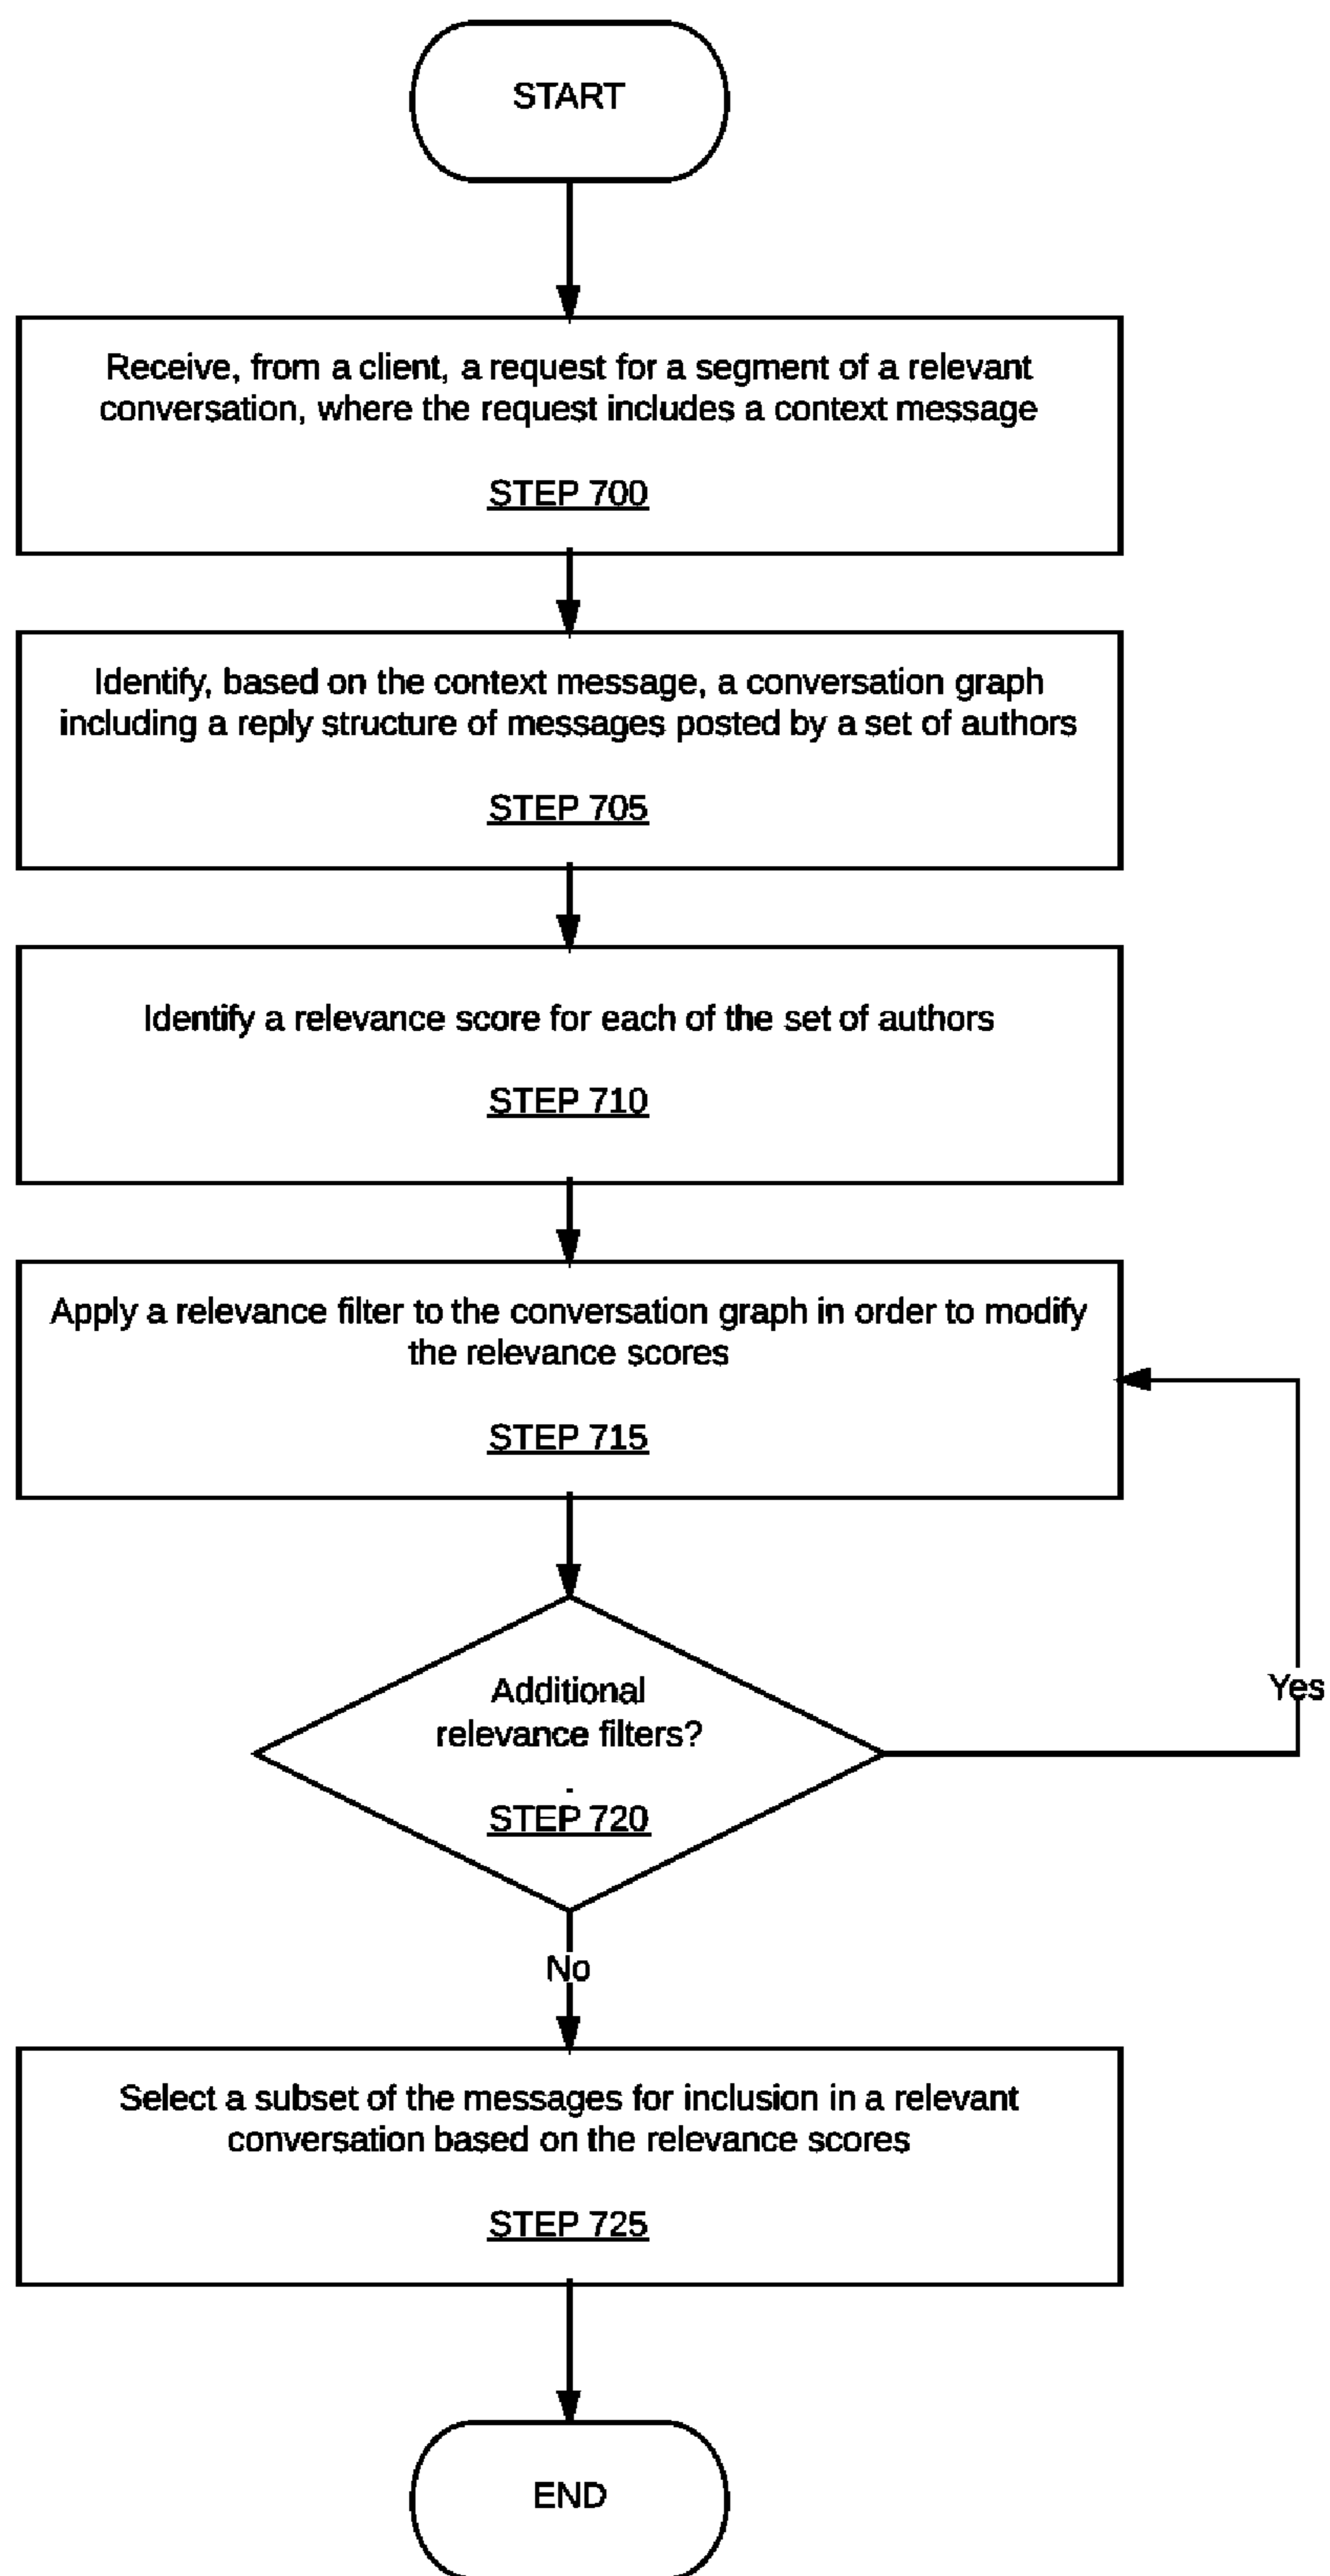 START
Receive, from a client, a request for a segment of a relevant
conversation, where the request includes a context message
STEP 700
Identify, based on the context message, a conversation graph
including a reply structure of messages posted by a set of authors
STEP 705
Identify a relevance score for each of the set of authors
STEP 710
Apply a relevance filter to the conversation graph in order to modify
the relevance scores
STEP 715
Additional
relevance filters?
STEP 720
Yes
No
Select a subset of the messages for inclusion in a relevant
conversation based on the relevance scores
STEP 725
END